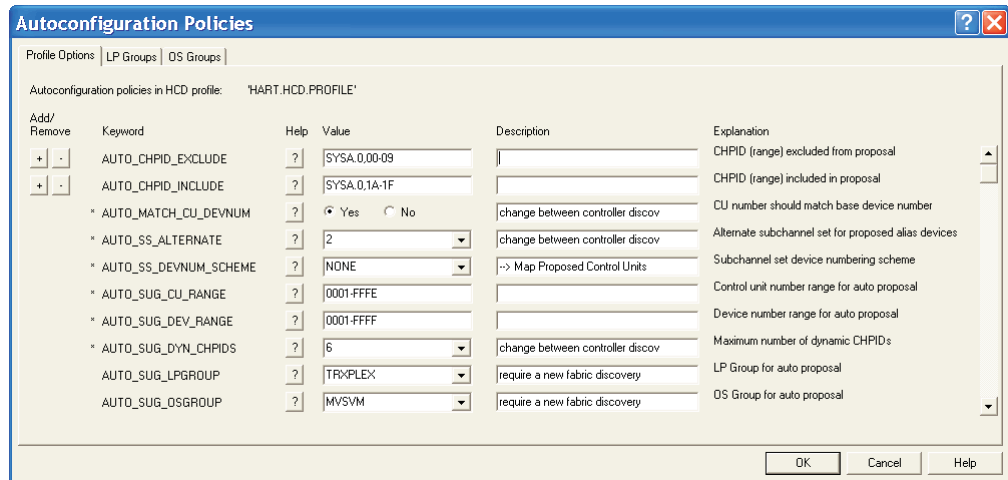 Autoconfiguration Policies
Profile Options LP Groups OS Groups
Autoconfiguration policies in HCD profile: 'HART.HCD.PROFILE'
Add/
Remove Keyword Help Value Description Explanation
+ - AUTO_CHPID_EXCLUDE ? SYSA.0,00-09 CHPID (range) excluded from proposal
+ - AUTO_CHPID_INCLUDE ? SYSA.0,1A-1F CHPID (range) included in proposal
* AUTO_MATCH_CU_DEVNUM ? Yes No change between controller discov CU number should match base device number
* AUTO_SS_ALTERNATE ? 2 change between controller discov Alternate subchannel set for proposed alias devices
* AUTO_SS_DEVNUM_SCHEME ? NONE --> Map Proposed Control Units Subchannel set device numbering scheme
* AUTO_SUG_CU_RANGE ? 0001-FFFE Control unit number range for auto proposal
* AUTO_SUG_DEV_RANGE ? 0001-FFFF Device number range for auto proposal
* AUTO_SUG_DYN_CHPIDS ? 6 change between controller discov Maximum number of dynamic CHPIDs
AUTO_SUG_LPGROUP ? TRXPLEX require a new fabric discovery LP Group for auto proposal
AUTO_SUG_OSGROUP ? MVSVM require a new fabric discovery OS Group for auto proposal
OK Cancel Help